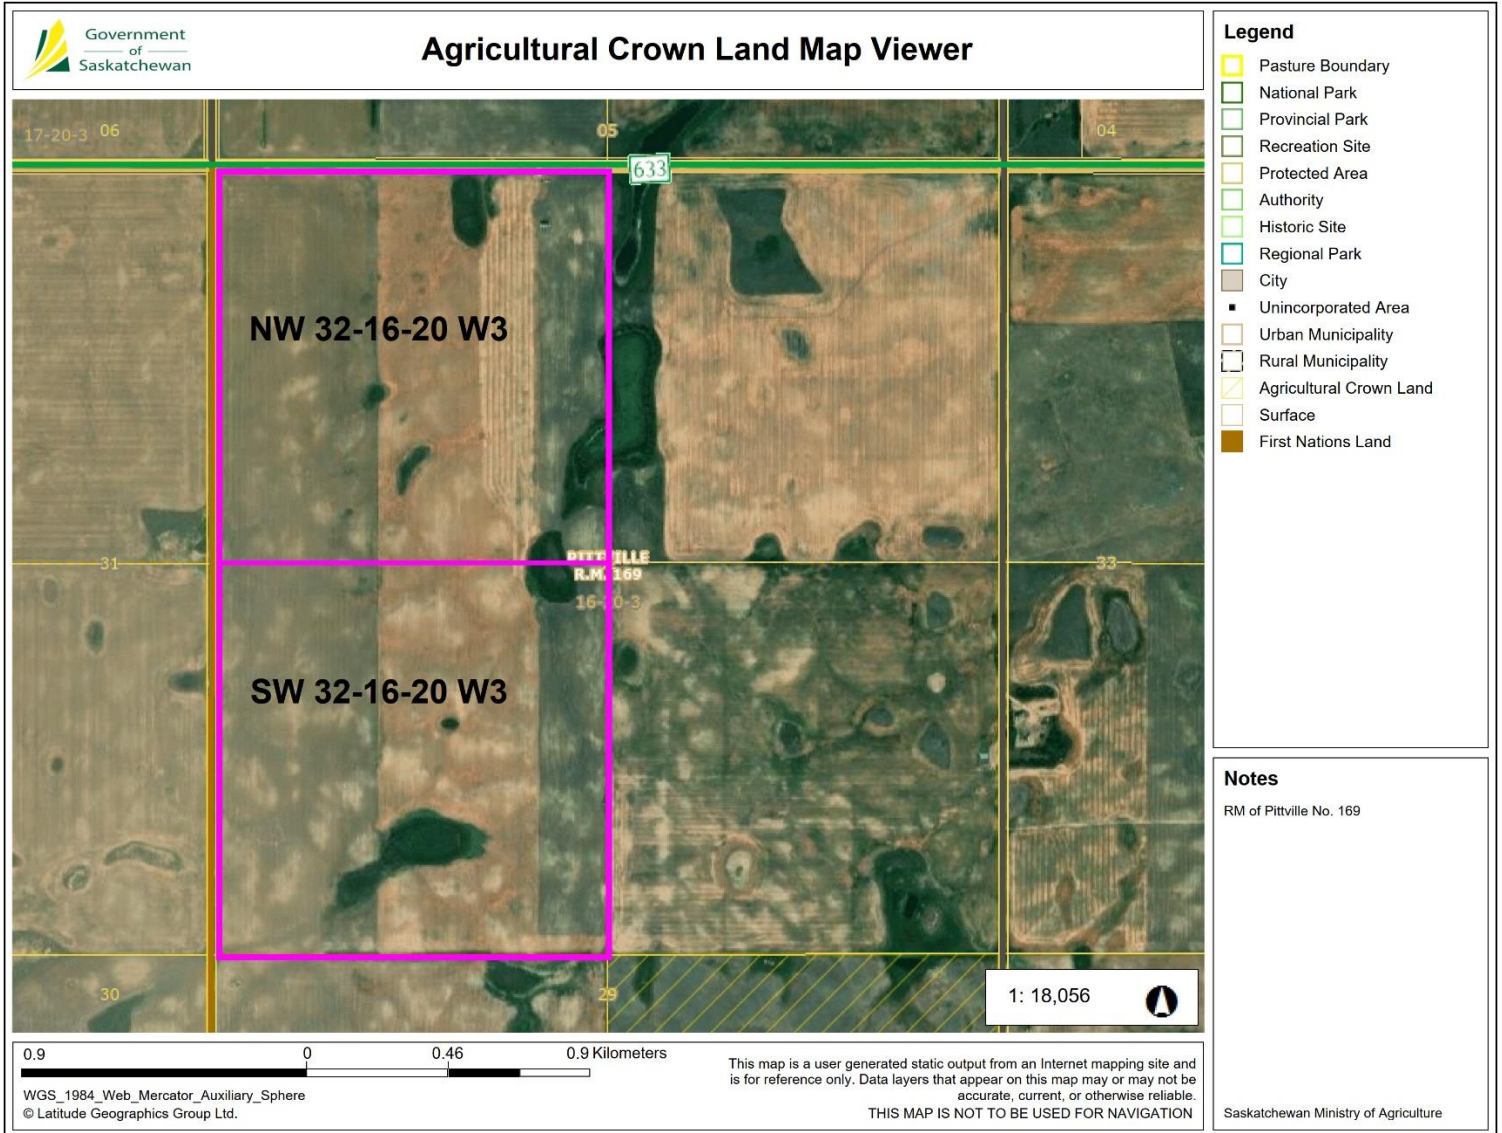 Government
of
Saskatchewan
Agricultural Crown Land Map Viewer
17-20-3 06
05
04
633
NW 32-16-20 W3
31
PITTVILLE
R.M. 169
33
16-20-3
SW 32-16-20 W3
30
29
1: 18,056
0.9 0 0.46 0.9 Kilometers
WGS_1984_Web_Mercator_Auxiliary_Sphere
© Latitude Geographics Group Ltd.
This map is a user generated static output from an Internet mapping site and
is for reference only. Data layers that appear on this map may or may not be
accurate, current, or otherwise reliable.
THIS MAP IS NOT TO BE USED FOR NAVIGATION
Legend
Pasture Boundary
National Park
Provincial Park
Recreation Site
Protected Area
Authority
Historic Site
Regional Park
City
Unincorporated Area
Urban Municipality
Rural Municipality
Agricultural Crown Land
Surface
First Nations Land
Notes
RM of Pittville No. 169
Saskatchewan Ministry of Agriculture